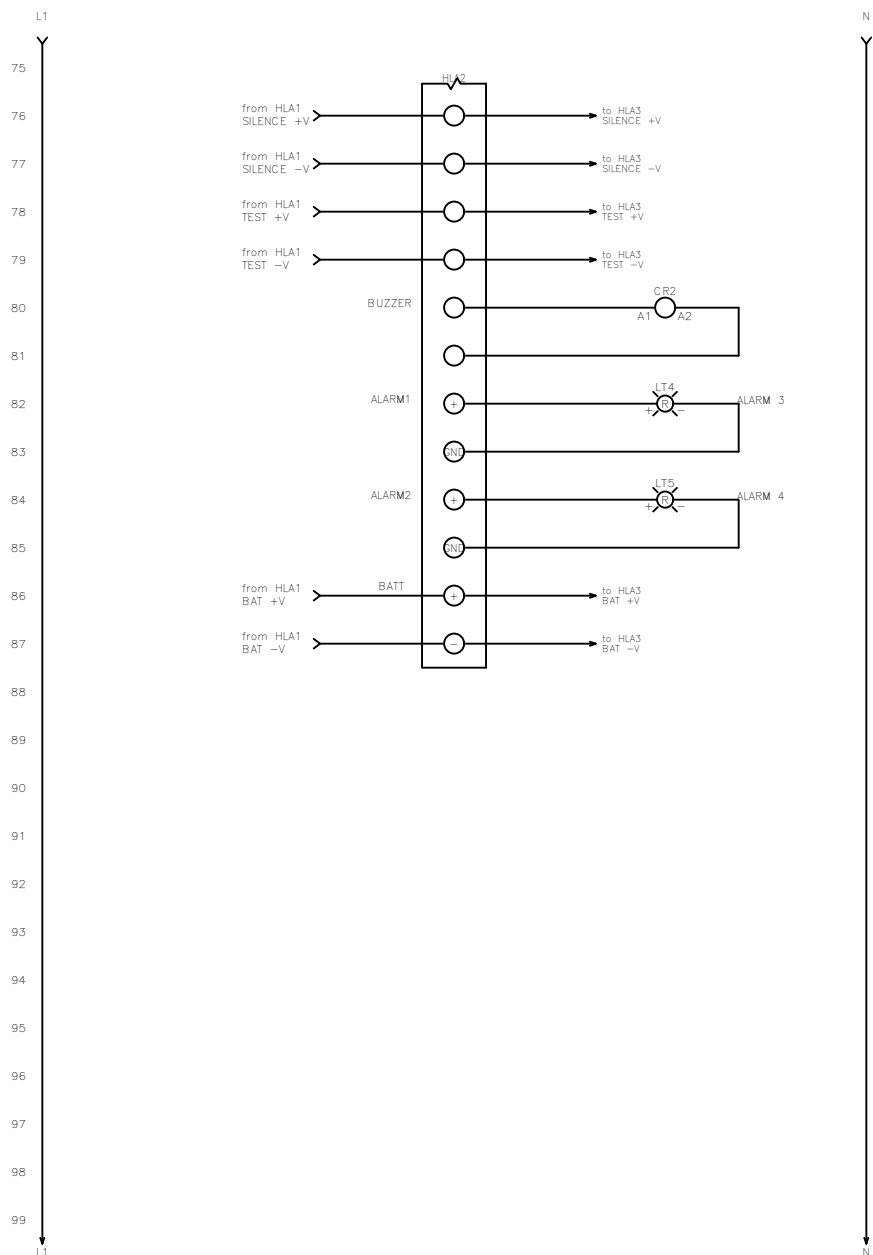 L1 N
75
HLA2
from HLA1 to HLA3
76
SILENCE +V SILENCE +V
from HLA1 to HLA3
77
SILENCE -V SILENCE -V
from HLA1 to HLA3
78
TEST +V TEST +V
from HLA1 to HLA3
79
TEST -V TEST -V
CR2
80 BUZZER
A1 A2
81
LT4
82 ALARM1 + R ALARM 3
+ -
83 GND
LT5
84 ALARM2 + R ALARM 4
+ -
85 GND
from HLA1 BATT to HLA3
86 +
BAT +V BAT +V
from HLA1 to HLA3
87 -
BAT -V BAT -V
88
89
90
91
92
93
94
95
96
97
98
99
L1 N